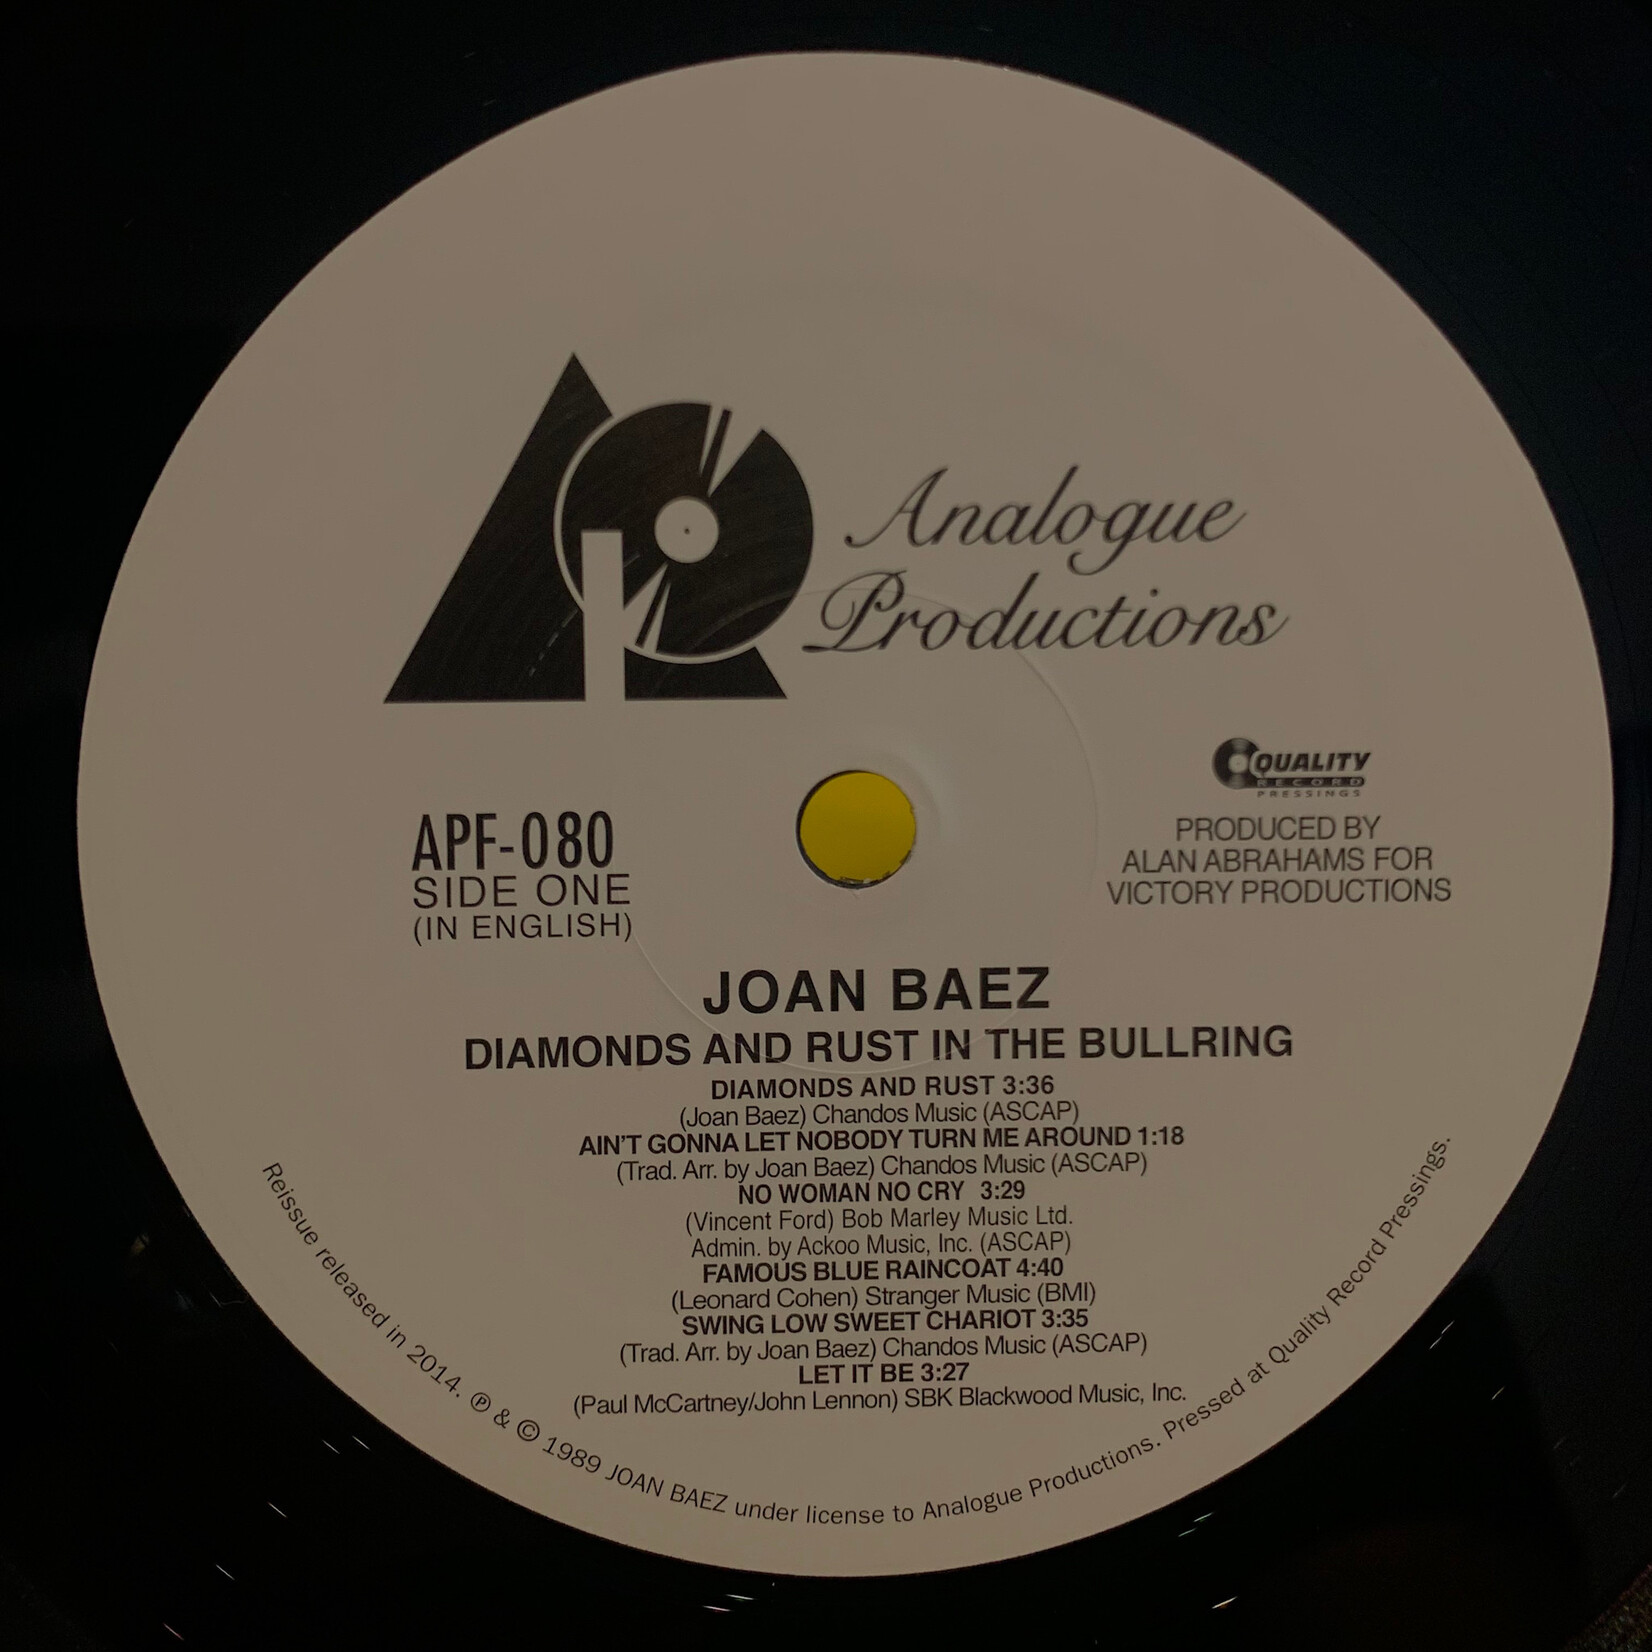 Analogue
Productions
QUALITY
RECORD
PRESSINGS
APF-080
SIDE ONE
(IN ENGLISH)
PRODUCED BY
ALAN ABRAHAMS FOR
VICTORY PRODUCTIONS
JOAN BAEZ
DIAMONDS AND RUST IN THE BULLRING
DIAMONDS AND RUST 3:36
(Joan Baez) Chandos Music (ASCAP)
AIN'T GONNA LET NOBODY TURN ME AROUND 1:18
(Trad. Arr. by Joan Baez) Chandos Music (ASCAP)
NO WOMAN NO CRY 3:29
(Vincent Ford) Bob Marley Music Ltd.
Admin. by Ackoo Music, Inc. (ASCAP)
FAMOUS BLUE RAINCOAT 4:40
(Leonard Cohen) Stranger Music (BMI)
SWING LOW SWEET CHARIOT 3:35
(Trad. Arr. by Joan Baez) Chandos Music (ASCAP)
LET IT BE 3:27
(Paul McCartney/John Lennon) SBK Blackwood Music, Inc.
Reissue released in 2014. ℗ & © 1989 JOAN BAEZ under license to Analogue Productions. Pressed at Quality Record Pressings.